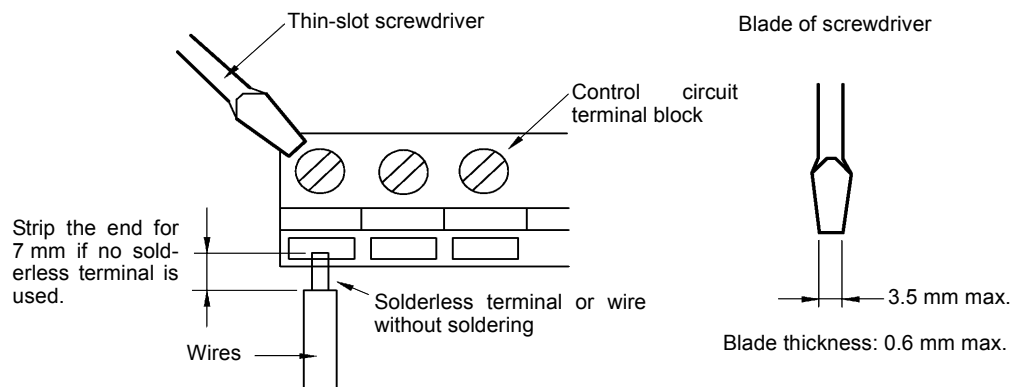 Thin-slot screwdriver
Blade of screwdriver
Control circuit
terminal block
Strip the end for
7 mm if no sold-
erless terminal is
used.
Solderless terminal or wire
without soldering
Wires
3.5 mm max.
Blade thickness: 0.6 mm max.